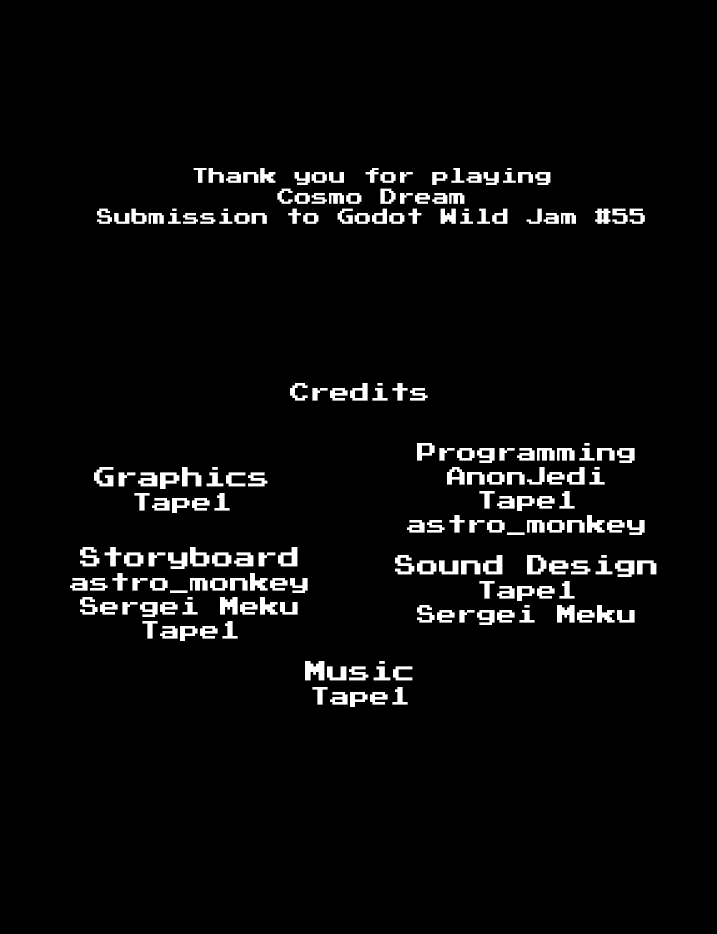 Thank you for playing
Cosmo Dream
Submission to Godot Wild Jam #55
Credits
Graphics
Tape1
Programming
AnonJedi
Tape1
astro_monkey
Storyboard
astro_monkey
Sergei Meku
Tape1
Sound Design
Tape1
Sergei Meku
Music
Tape1